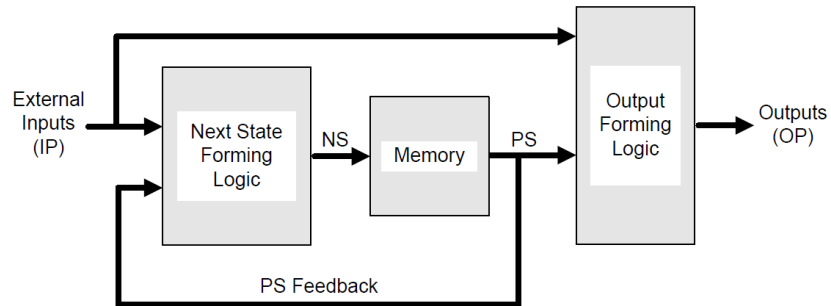 External
Inputs
(IP)
Next State
Forming
Logic
NS
Memory
PS
Output
Forming
Logic
Outputs
(OP)
PS Feedback